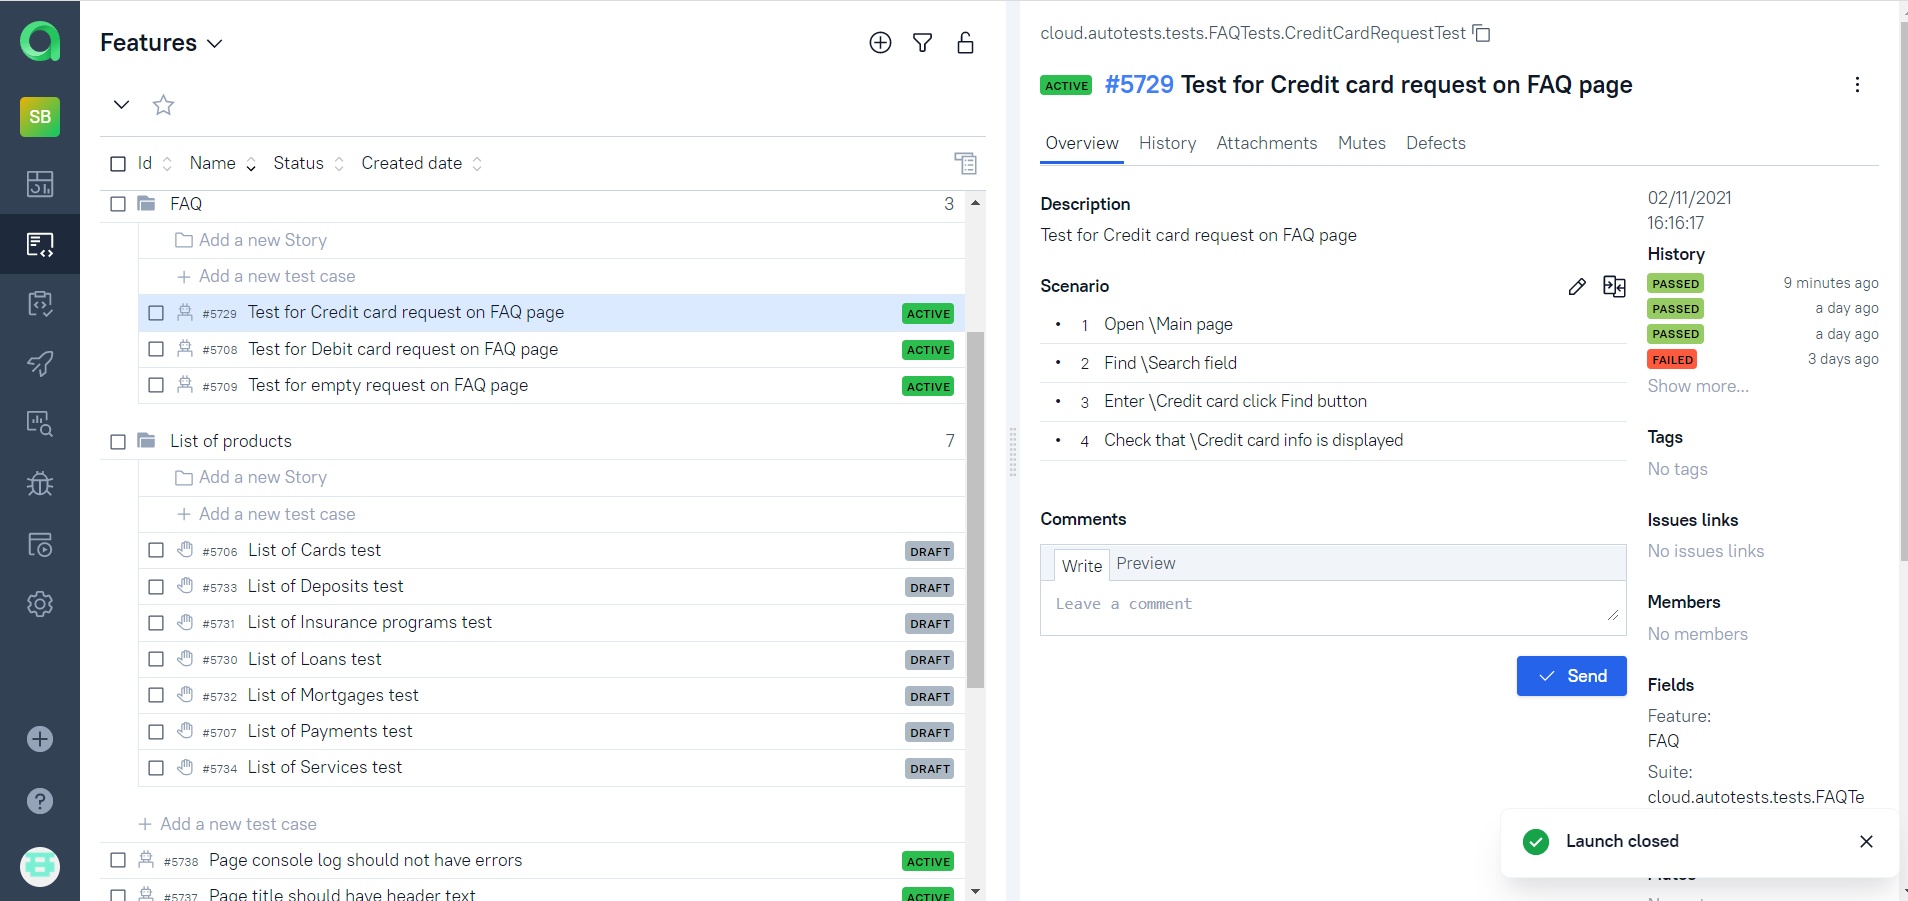 SB
Features
Id
Name
Status
Created date
FAQ
3
Add a new Story
Add a new test case
#5729 Test for Credit card request on FAQ page ACTIVE
#5708 Test for Debit card request on FAQ page ACTIVE
#5709 Test for empty request on FAQ page ACTIVE
List of products
7
Add a new Story
Add a new test case
#5706 List of Cards test DRAFT
#5733 List of Deposits test DRAFT
#5731 List of Insurance programs test DRAFT
#5730 List of Loans test DRAFT
#5732 List of Mortgages test DRAFT
#5707 List of Payments test DRAFT
#5734 List of Services test DRAFT
Add a new test case
#5738 Page console log should not have errors ACTIVE
#5737 Page title should have header text ACTIVE
cloud.autotests.tests.FAQTests.CreditCardRequestTest
ACTIVE #5729 Test for Credit card request on FAQ page
Overview
History
Attachments
Mutes
Defects
Description
Test for Credit card request on FAQ page
Scenario
• 1 Open \Main page
• 2 Find \Search field
• 3 Enter \Credit card click Find button
• 4 Check that \Credit card info is displayed
Comments
Write
Preview
Leave a comment
Send
02/11/2021
16:16:17
History
PASSED 9 minutes ago
PASSED a day ago
PASSED a day ago
FAILED 3 days ago
Show more...
Tags
No tags
Issues links
No issues links
Members
No members
Fields
Feature:
FAQ
Suite:
cloud.autotests.tests.FAQTe
Launch closed